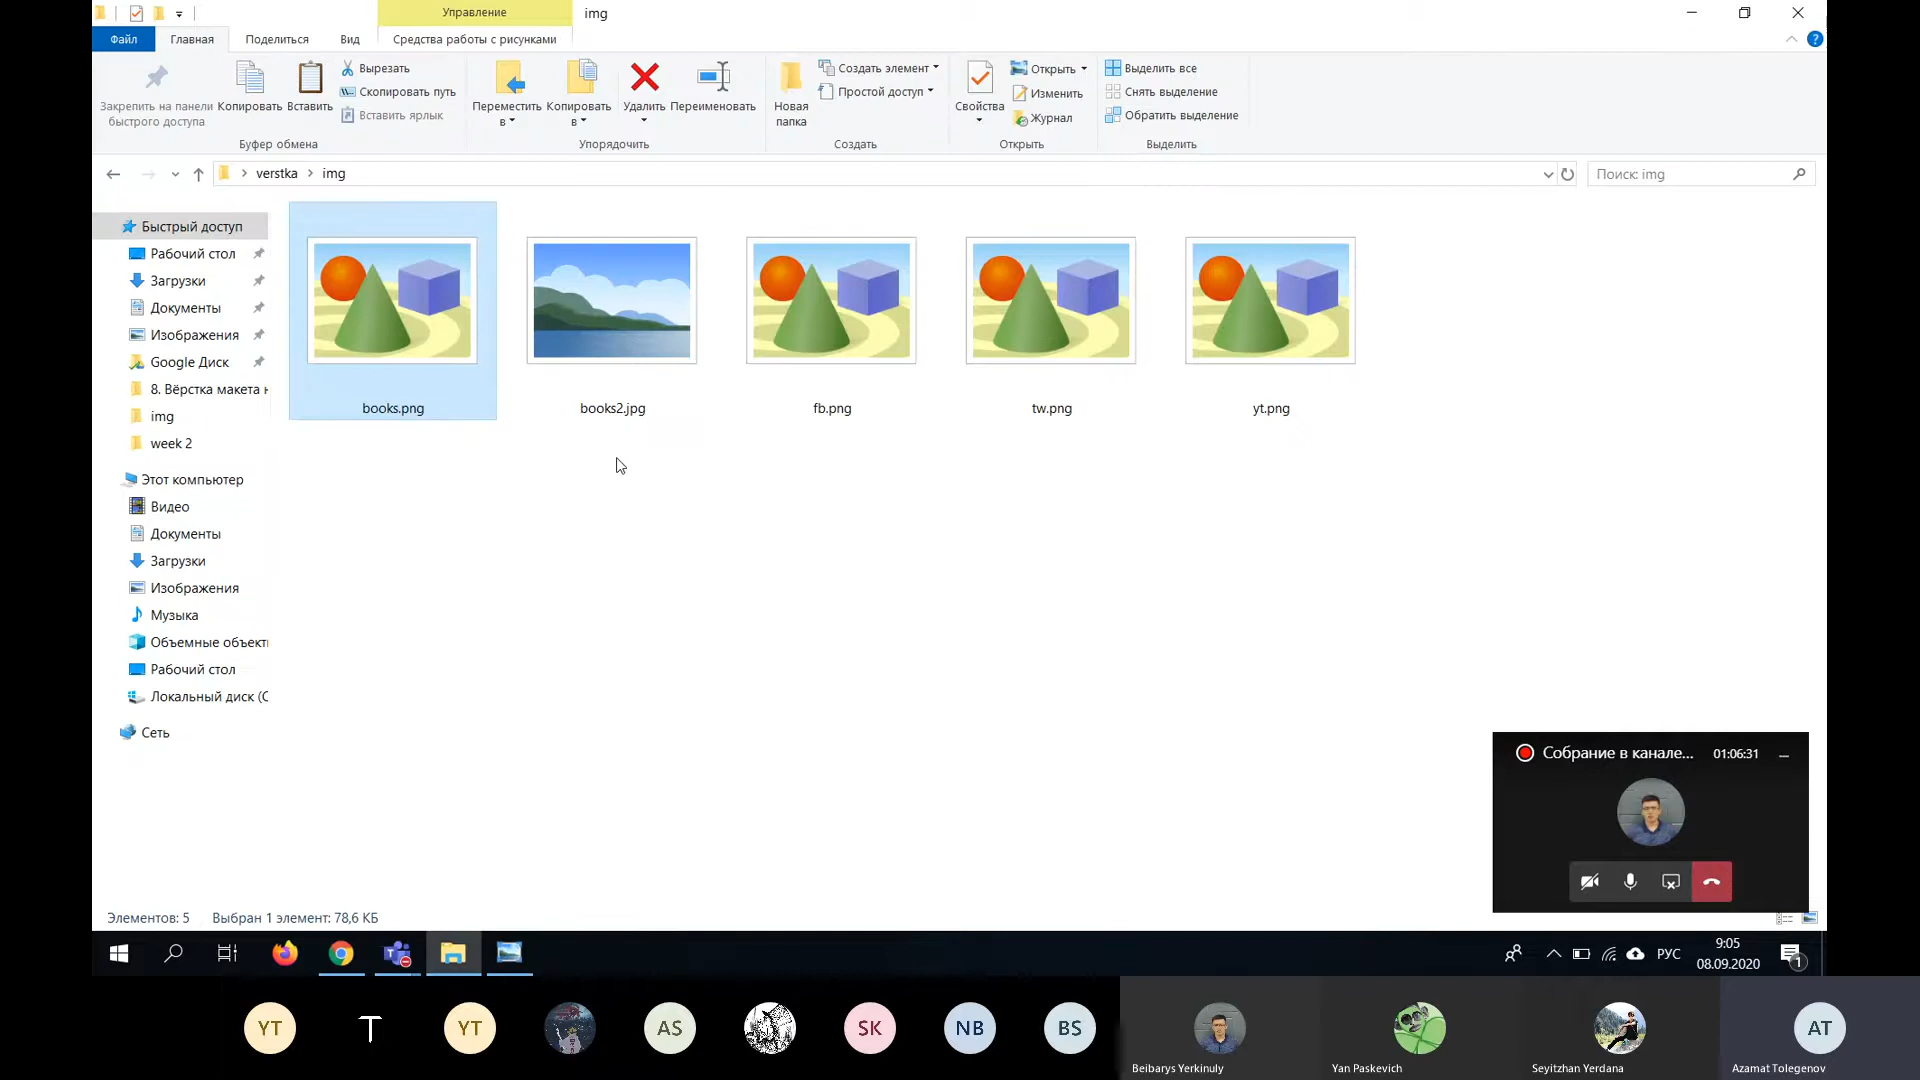 Управление
img
Файл
Главная
Поделиться
Вид
Средства работы с рисунками
Закрепить на панели
быстрого доступа
Копировать
Вставить
Вырезать
Скопировать путь
Вставить ярлык
Буфер обмена
Переместить
в
Копировать
в
Удалить
Переименовать
Упорядочить
Новая
папка
Создать элемент
Простой доступ
Создать
Свойства
Открыть
Изменить
Журнал
Открыть
Выделить все
Снять выделение
Обратить выделение
Выделить
verstka
img
Поиск: img
Быстрый доступ
Рабочий стол
Загрузки
Документы
Изображения
Google Диск
8. Вёрстка макета
img
week 2
Этот компьютер
Видео
Документы
Загрузки
Изображения
Музыка
Объемные объект
Рабочий стол
Локальный диск (C
Сеть
books.png
books2.jpg
fb.png
tw.png
yt.png
Собрание в канале...
01:06:31
Элементов: 5
Выбран 1 элемент: 78,6 КБ
РУС
9:05
08.09.2020
1
YT
T
YT
AS
SK
NB
BS
AT
Beibarys Yerkinuly
Yan Paskevich
Seyitzhan Yerdana
Azamat Tolegenov